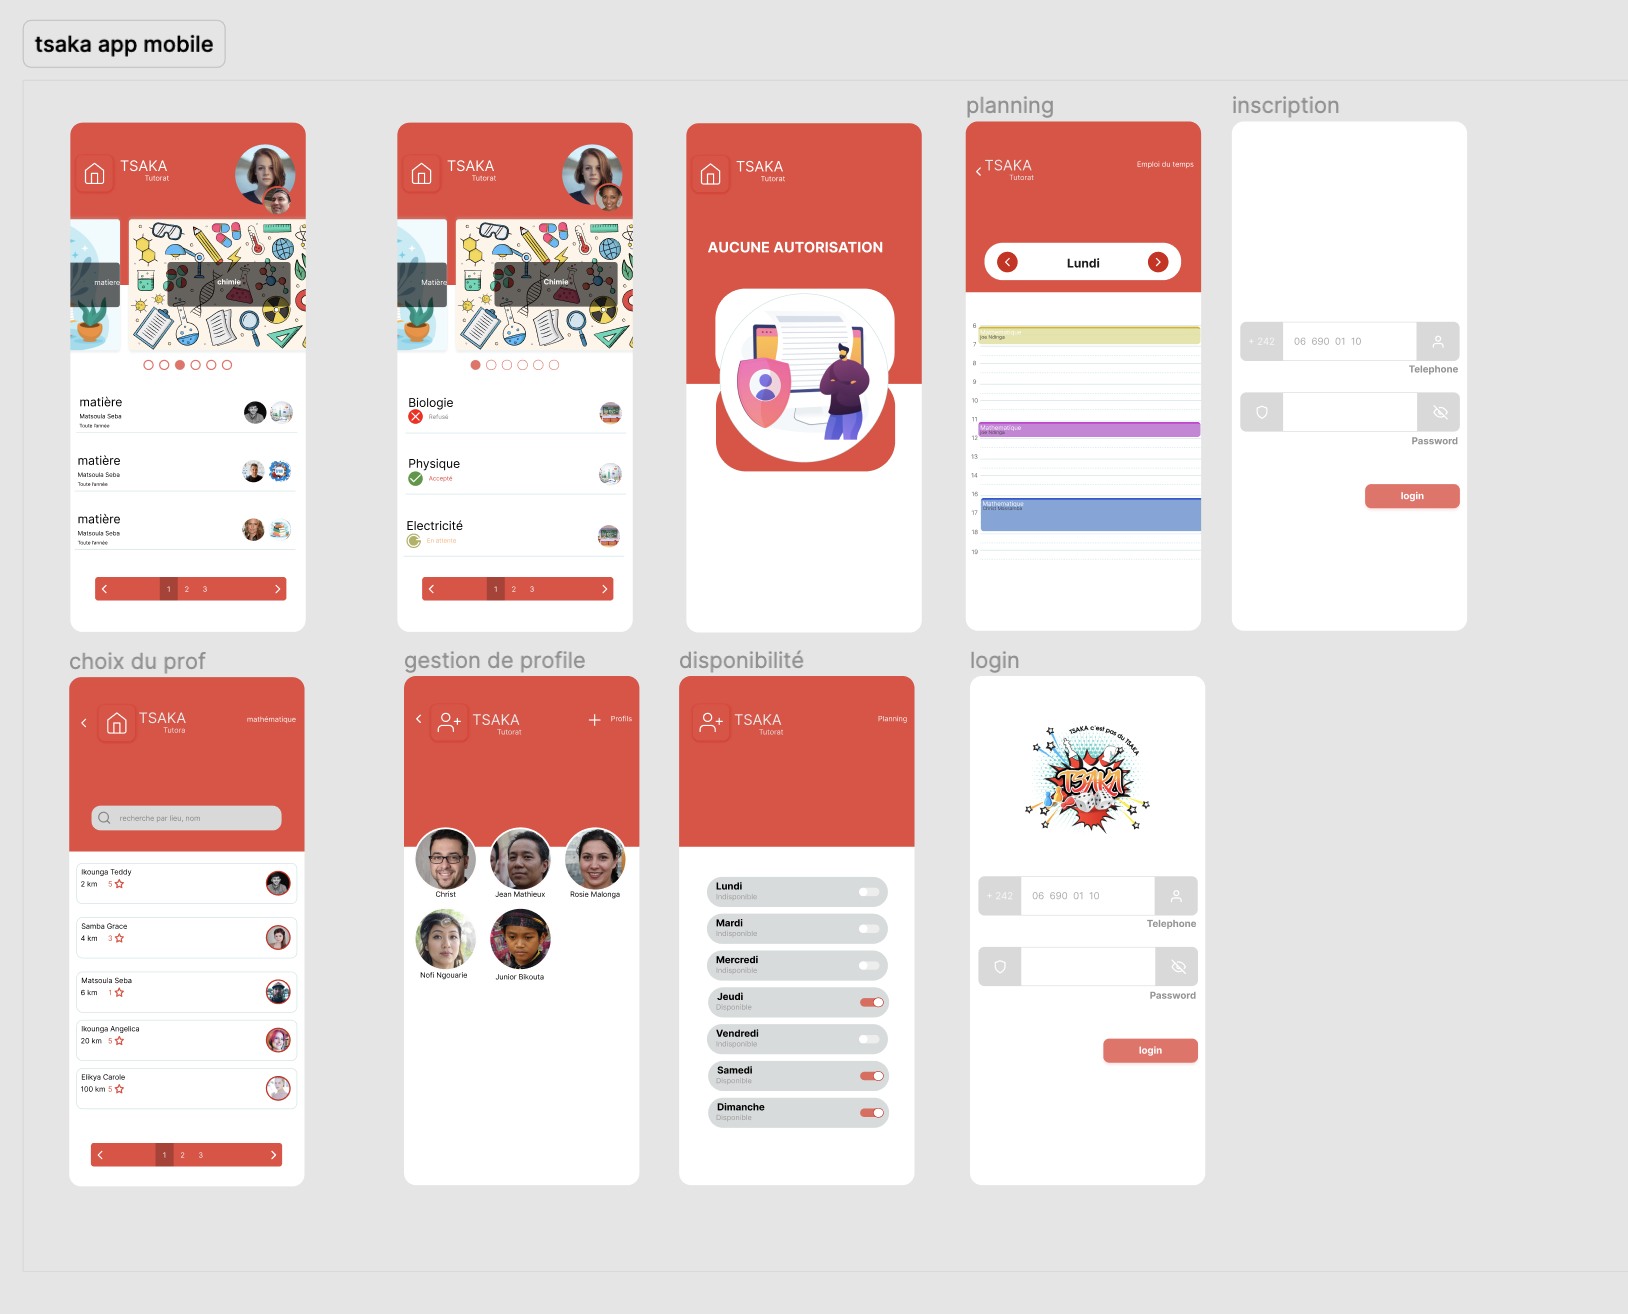 tsaka app mobile
TSAKA
Tutorat
matiere
chimie
matière
Matsoula Seba
Toute l'année
matière
Matsoula Seba
Toute l'année
matière
Matsoula Seba
Toute l'année
1 2 3
TSAKA
Tutorat
Matière
Chimie
Biologie
Refusé
Physique
Accepté
Electricité
En attente
1 2 3
TSAKA
Tutorat
AUCUNE AUTORISATION
planning
TSAKA
Tutorat
Emploi du temps
Lundi
6
Mathematique
Joe Ndinga
7
8
9
10
11
Mathematique
Joe Ndinga
12
13
14
15
16
Mathematique
17
18
19
inscription
+ 242 06 690 01 10
Telephone
Password
login
choix du prof
TSAKA
Tutora
mathématique
recherche par lieu, nom
Ikounga Teddy
2 km 5
Samba Grace
4 km 3
Matsoula Seba
6 km 1
Ikounga Angelica
20 km 5
Elikya Carole
100 km 5
1 2 3
gestion de profile
TSAKA
Tutorat
Profils
Christ
Jean Mathieux
Rosie Malonga
Nofi Ngouarie
Junior Bikouta
disponibilité
TSAKA
Tutorat
Planning
Lundi
Indisponible
Mardi
Indisponible
Mercredi
Indisponible
Jeudi
Disponible
Vendredi
Indisponible
Samedi
Disponible
Dimanche
Disponible
login
TSAKA c'est pas du TSAKA
TSAKA
+ 242 06 690 01 10
Telephone
Password
login